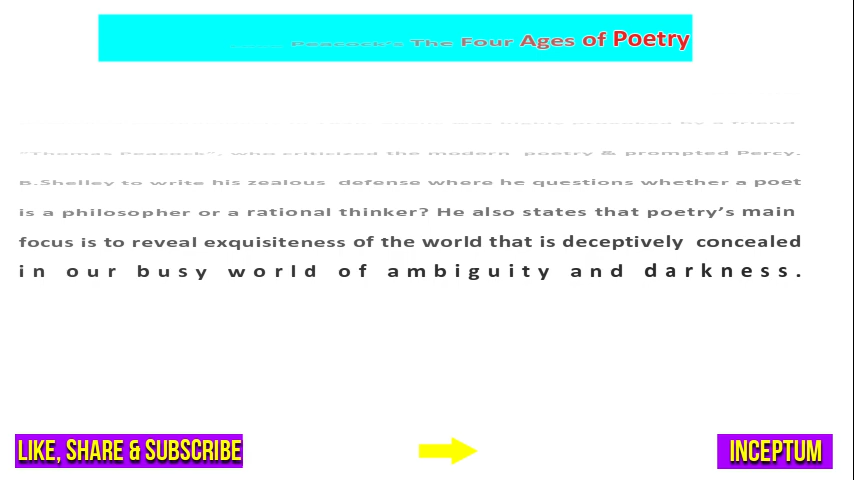 Peacock's The Four Ages of Poetry
by a friend
"Thomas Peacock", who criticized the modern poetry & prompted Percy.
B.Shelley to write his zealous defense where he questions whether a poet
is a philosopher or a rational thinker? He also states that poetry's main
focus is to reveal exquisiteness of the world that is deceptively concealed
in our busy world of ambiguity and darkness.
LIKE, SHARE & SUBSCRIBE
INCEPTUM